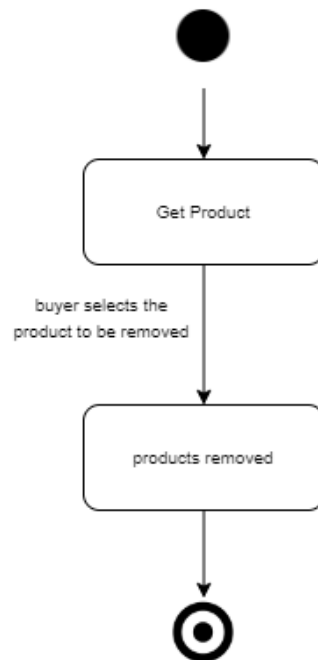 Get Product
buyer selects the
product to be removed
products removed